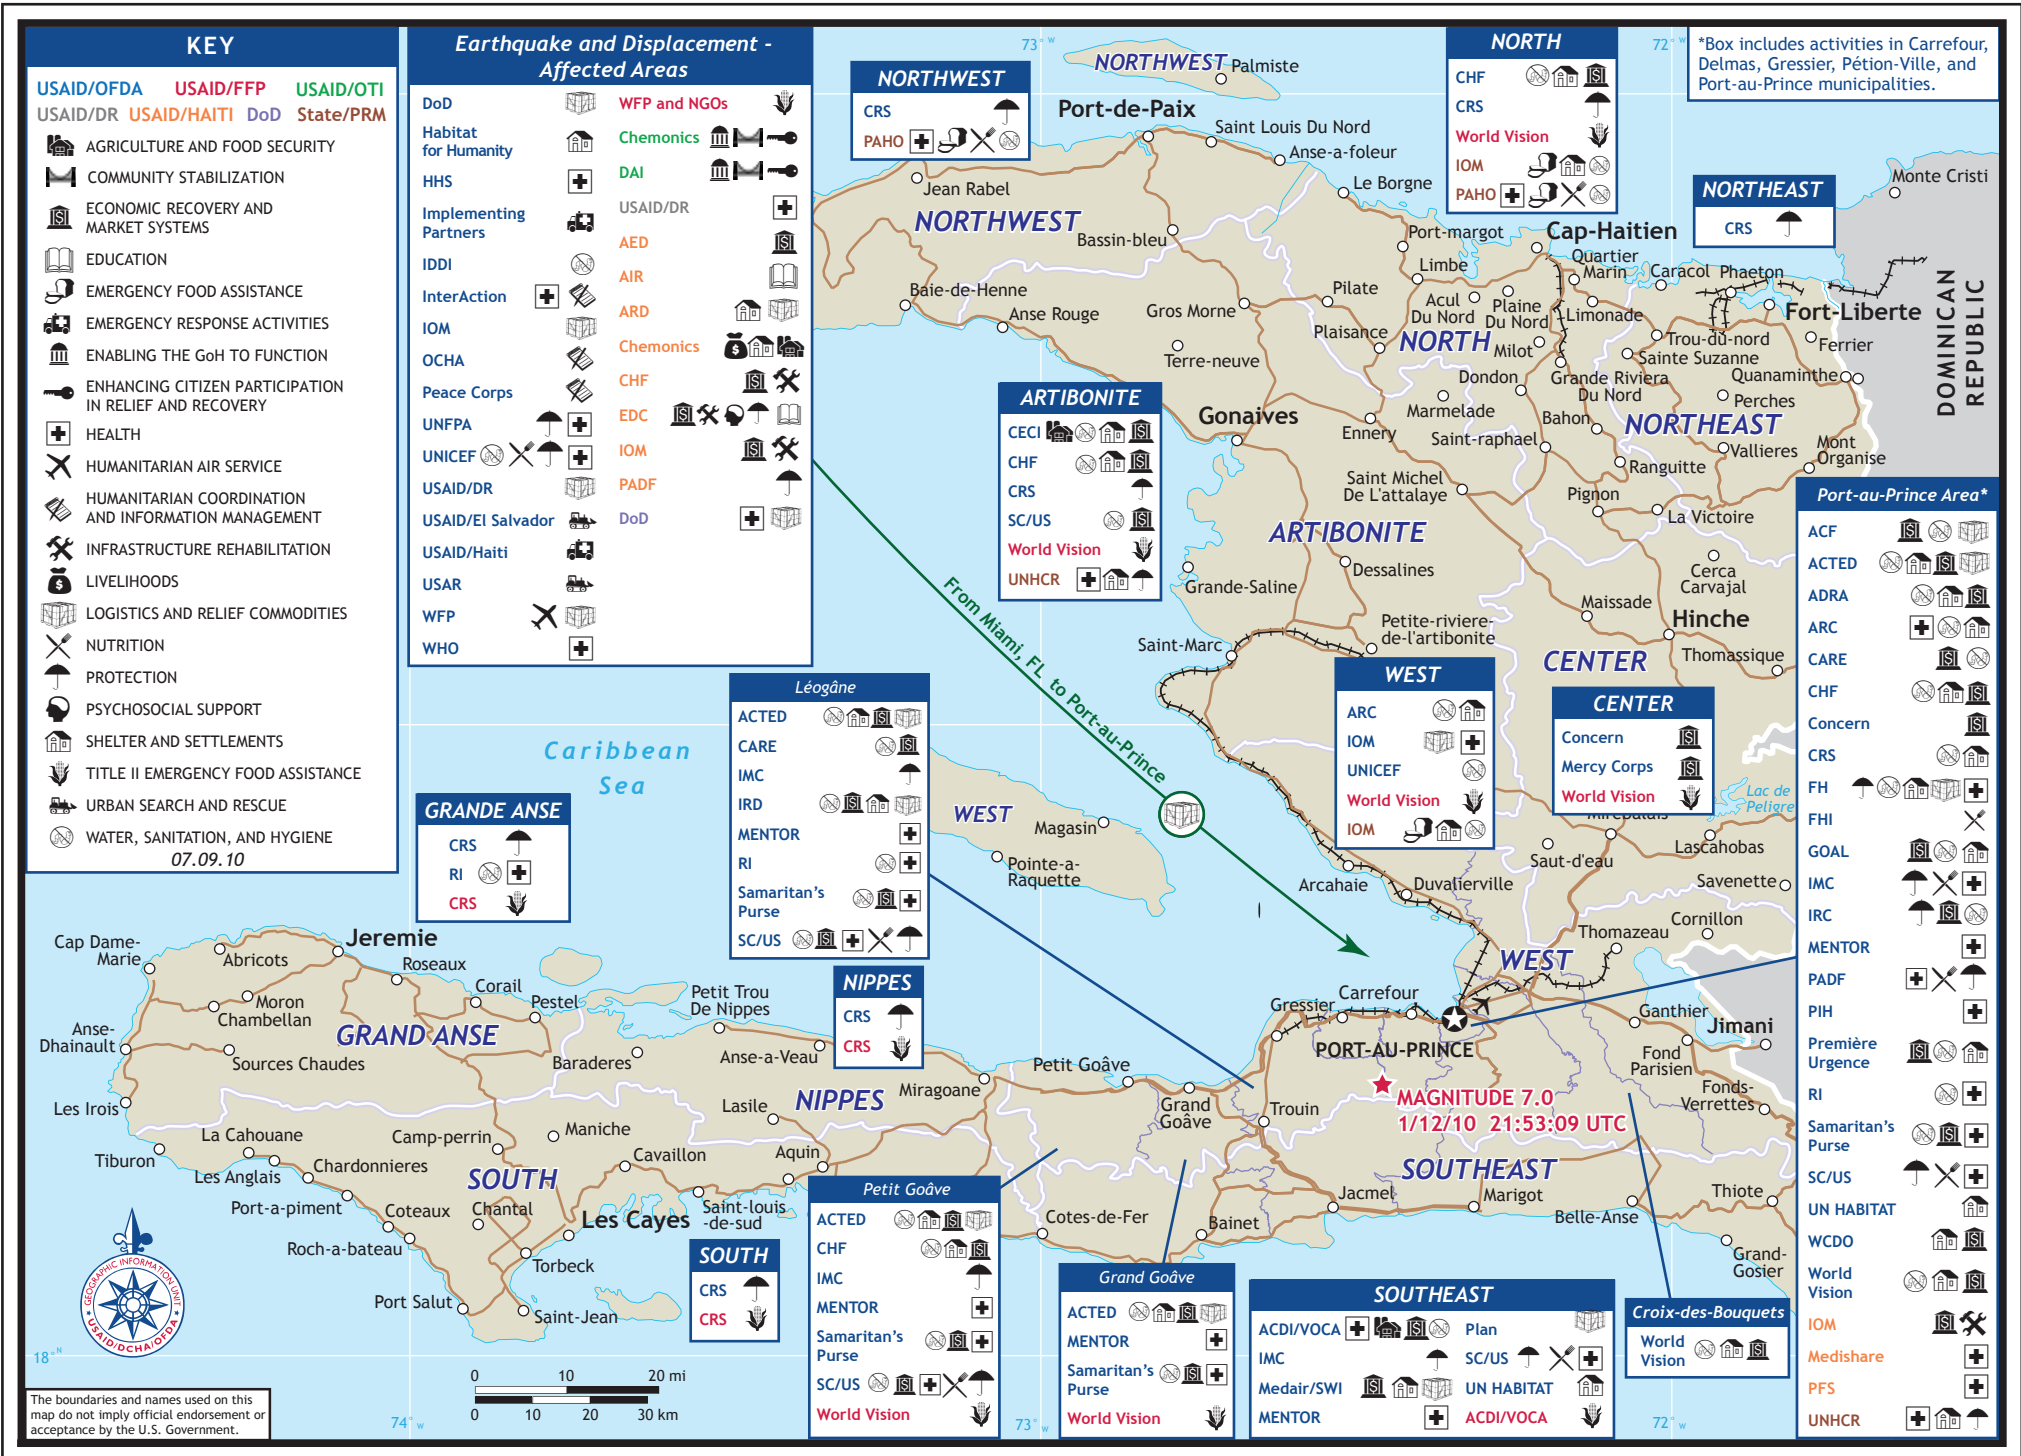 KEY
USAID/OFDA USAID/FFP USAID/OTI
USAID/DR USAID/HAITI DoD State/PRM
AGRICULTURE AND FOOD SECURITY
COMMUNITY STABILIZATION
ECONOMIC RECOVERY AND
MARKET SYSTEMS
EDUCATION
EMERGENCY FOOD ASSISTANCE
EMERGENCY RESPONSE ACTIVITIES
ENABLING THE GoH TO FUNCTION
ENHANCING CITIZEN PARTICIPATION
IN RELIEF AND RECOVERY
HEALTH
HUMANITARIAN AIR SERVICE
HUMANITARIAN COORDINATION
AND INFORMATION MANAGEMENT
INFRASTRUCTURE REHABILITATION
LIVELIHOODS
LOGISTICS AND RELIEF COMMODITIES
NUTRITION
PROTECTION
PSYCHOSOCIAL SUPPORT
SHELTER AND SETTLEMENTS
TITLE II EMERGENCY FOOD ASSISTANCE
URBAN SEARCH AND RESCUE
WATER, SANITATION, AND HYGIENE
07.09.10
Earthquake and Displacement -
Affected Areas
DoD
Habitat
for Humanity
HHS
Implementing
Partners
IDDI
InterAction
IOM
OCHA
Peace Corps
UNFPA
UNICEF
USAID/DR
USAID/El Salvador
USAID/Haiti
USAR
WFP
WHO
WFP and NGOs
Chemonics
DAI
USAID/DR
AED
AIR
ARD
Chemonics
CHF
EDC
IOM
PADF
DoD
NORTHWEST
CRS
PAHO
NORTH
CHF
CRS
World Vision
IOM
PAHO
*Box includes activities in Carrefour,
Delmas, Gressier, Pétion-Ville, and
Port-au-Prince municipalities.
NORTHEAST
CRS
ARTIBONITE
CECI
CHF
CRS
SC/US
World Vision
UNHCR
WEST
ARC
IOM
UNICEF
World Vision
IOM
CENTER
Concern
Mercy Corps
World Vision
Port-au-Prince Area*
ACF
ACTED
ADRA
ARC
CARE
CHF
Concern
CRS
FH
FHI
GOAL
IMC
IRC
MENTOR
PADF
PIH
Première
Urgence
RI
Samaritan's
Purse
SC/US
UN HABITAT
WCDO
World
Vision
IOM
Medishare
PFS
UNHCR
Léogâne
ACTED
CARE
IMC
IRD
MENTOR
RI
Samaritan's
Purse
SC/US
GRANDE ANSE
CRS
RI
CRS
NIPPES
CRS
CRS
SOUTH
CRS
CRS
Petit Goâve
ACTED
CHF
IMC
MENTOR
Samaritan's
Purse
SC/US
World Vision
Grand Goâve
ACTED
MENTOR
Samaritan's
Purse
World Vision
SOUTHEAST
ACDI/VOCA
IMC
Medair/SWI
MENTOR
Plan
SC/US
UN HABITAT
ACDI/VOCA
Croix-des-Bouquets
World
Vision
73° W
72° W
NORTHWEST
Palmiste
Port-de-Paix
Saint Louis Du Nord
Anse-a-foleur
Jean Rabel
Le Borgne
Monte Cristi
NORTHWEST
Bassin-bleu
Port-margot
Cap-Haitien
Quartier
Marin
Caracol
Phaeton
Limbe
Baie-de-Henne
Anse Rouge
Gros Morne
Pilate
Acul
Du Nord
Plaine
Du Nord
Limonade
Fort-Liberte
DOMINICAN
REPUBLIC
Plaisance
NORTH
Milot
Trou-du-nord
Sainte Suzanne
Ferrier
Terre-neuve
Dondon
Grande Riviera
Du Nord
Quanaminthe
Marmelade
Perches
Gonaives
Ennery
Bahon
NORTHEAST
Saint-raphael
Vallieres
Mont
Organise
Ranguitte
Saint Michel
De L'attalaye
Pignon
La Victoire
ARTIBONITE
Dessalines
Grande-Saline
Cerca
Carvajal
Maissade
Hinche
Petite-riviere-
de-l'artibonite
Saint-Marc
CENTER
Thomassique
From Miami, FL to Port-au-Prince
Caribbean
Sea
Lac de
Peligre
Mirebalais
WEST
Magasin
Pointe-a-
Raquette
Saut-d'eau
Lascahobas
Arcahaie
Duvalierville
Savenette
Cornillon
Thomazeau
WEST
Cap Dame-
Marie
Abricots
Jeremie
Roseaux
Corail
Pestel
Petit Trou
De Nippes
Moron
Chambellan
GRAND ANSE
Anse-
Dhainault
Sources Chaudes
Baraderes
Anse-a-Veau
Miragoane
Petit Goâve
Gressier
Carrefour
PORT-AU-PRINCE
Ganthier
Jimani
Fond
Parisien
Fonds-
Verrettes
Les Irois
Lasile
NIPPES
Grand
Goâve
Trouin
MAGNITUDE 7.0
1/12/10 21:53:09 UTC
La Cahouane
Camp-perrin
Maniche
Tiburon
Les Anglais
Chardonnieres
Cavaillon
Aquin
SOUTH
SOUTHEAST
Port-a-piment
Coteaux
Chantal
Les Cayes
Saint-louis
-de-sud
Jacmel
Marigot
Thiote
Cotes-de-Fer
Bainet
Belle-Anse
Roch-a-bateau
Torbeck
Grand-
Gosier
Port Salut
Saint-Jean
GEOGRAPHIC INFORMATION UNIT
USAID/DCHA/OFDA
18° N
0 10 20 mi
0 10 20 30 km
74° W
73° W
72° W
The boundaries and names used on this
map do not imply official endorsement or
acceptance by the U.S. Government.